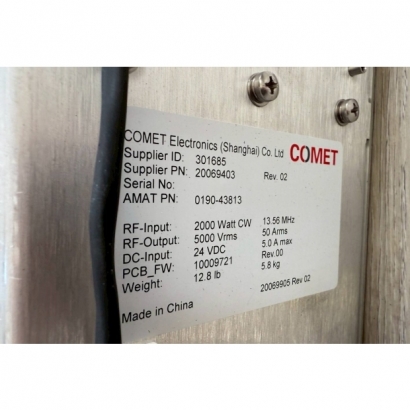 COMET Electronics (Shanghai) Co. Ltd COMET
Supplier ID: 301685
Supplier PN: 20069403 Rev. 02
Serial No:
AMAT PN: 0190-43813
RF-Input: 2000 Watt CW 13.56 MHz
RF-Output: 5000 Vrms 50 Arms
DC-Input: 24 VDC 5.0 A max
PCB_FW: 10009721 Rev.00
Weight: 12.8 lb 5.8 kg
20069905 Rev 02
Made in China